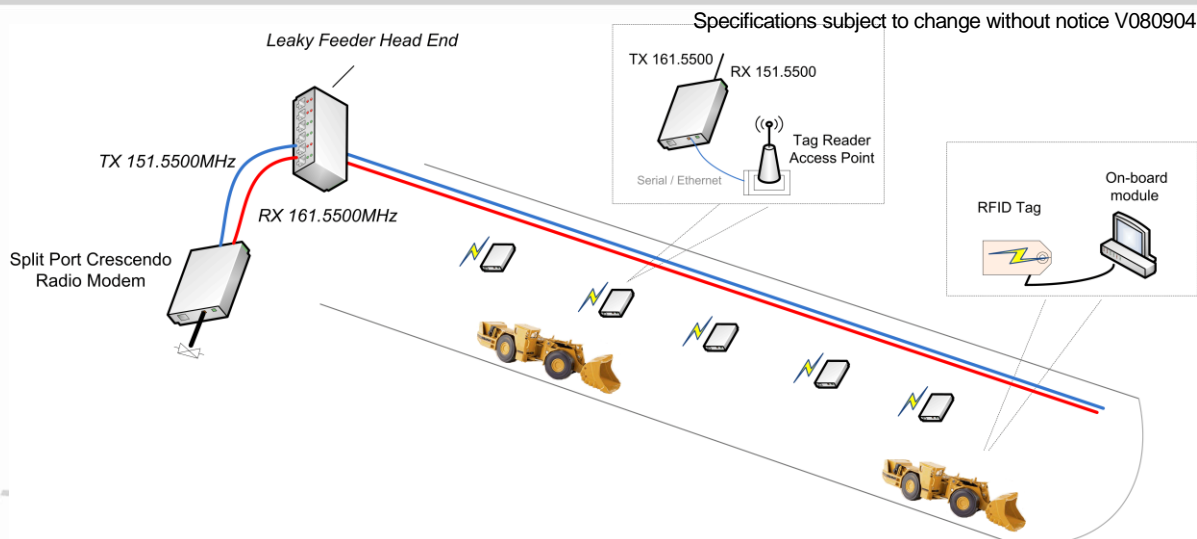 Specifications subject to change without notice V080904
Leaky Feeder Head End
TX 161.5500
RX 151.5500
Tag Reader
Access Point
Serial / Ethernet
On-board
module
RFID Tag
TX 151.5500MHz
RX 161.5500MHz
Split Port Crescendo
Radio Modem